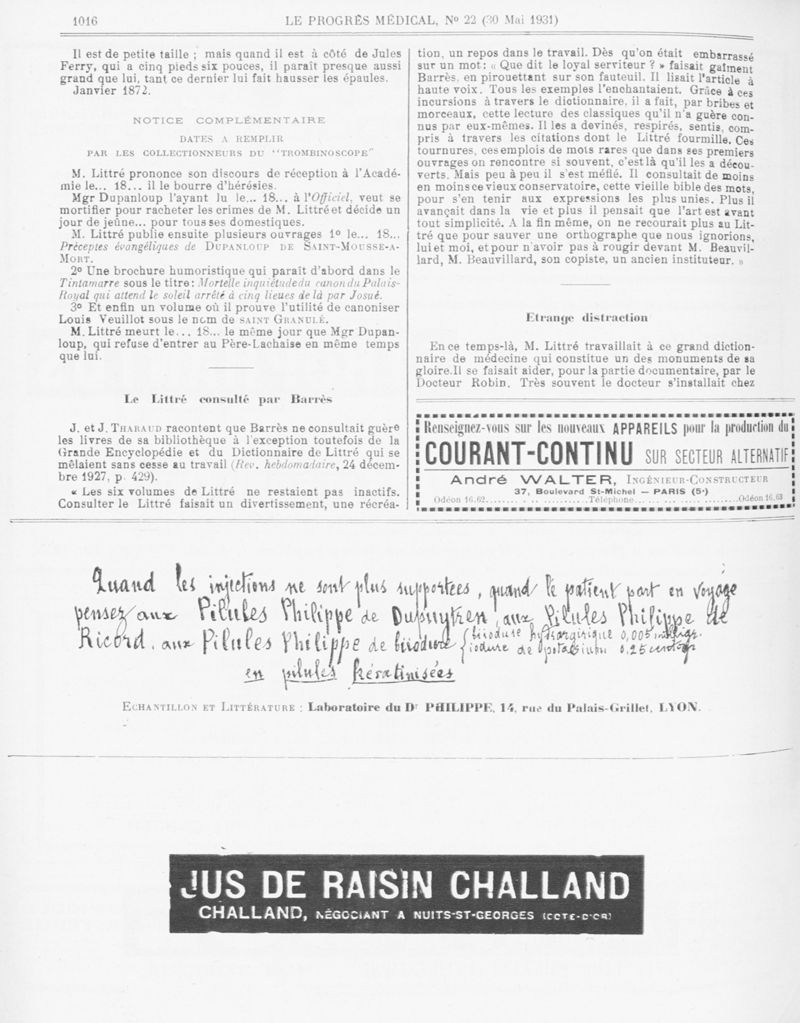 1016
LE PROGRÈS MÉDICAL, No 22 (30 Mai 1931)
Il est de petite taille ; mais quand il est à côté de Jules
Ferry, qui a cinq pieds six pouces, il paraît presque aussi
grand que lui, tant ce dernier lui fait hausser les épaules.
Janvier 1872.
NOTICE COMPLÉMENTAIRE
DATES A REMPLIR
PAR LES COLLECTIONNEURS DU "TROMBINOSCOPE"
M. Littré prononce son discours de réception à l'Acadé-
mie le... 18... il le bourre d'hérésies.
Mgr Dupanloup l'ayant lu le... 18... à l'Officiel, veut se
mortifier pour racheter les crimes de M. Littré et décide un
jour de jeûne... pour tous ses domestiques.
M. Littré publie ensuite plusieurs ouvrages 1o le... 18...
Préceptes évangéliques de DUPANLOUP DE SAINT-MOUSSE-A-
MORT.
2o Une brochure humoristique qui paraît d'abord dans le
Tintamarre sous le titre : Mortelle inquiétude du canon du Palais-
Royal qui attend le soleil arrêté à cinq lieues de là par Josué.
3o Et enfin un volume où il prouve l'utilité de canoniser
Louis Veuillot sous le nom de SAINT GRANULÉ.
M. Littré meurt le... 18... le même jour que Mgr Dupan-
loup, qui refuse d'entrer au Père-Lachaise en même temps
que lui.
Le Littré consulté par Barrès
J. et J. THARAUD racontent que Barrès ne consultait guère
les livres de sa bibliothèque à l'exception toutefois de la
Grande Encyclopédie et du Dictionnaire de Littré qui se
mêlaient sans cesse au travail (Rev. hebdomadaire, 24 décem-
bre 1927, p. 429).
« Les six volumes de Littré ne restaient pas inactifs.
Consulter le Littré faisait un divertissement, une récréa-
tion, un repos dans le travail. Dès qu'on était embarrassé
sur un mot : « Que dit le loyal serviteur ? » faisait gaîment
Barrès, en pirouettant sur son fauteuil. Il lisait l'article à
haute voix. Tous les exemples l'enchantaient. Grâce à ces
incursions à travers le dictionnaire, il a fait, par bribes et
morceaux, cette lecture des classiques qu'il n'a guère con-
nus par eux-mêmes. Il les a devinés, respirés, sentis, com-
pris à travers les citations dont le Littré fourmille. Ces
tournures, ces emplois de mots rares que dans ses premiers
ouvrages on rencontre si souvent, c'est là qu'il les a décou-
verts. Mais peu à peu il s'est méfié. Il consultait de moins
en moins ce vieux conservatoire, cette vieille bible des mots,
pour s'en tenir aux expressions les plus unies. Plus il
avançait dans la vie et plus il pensait que l'art est avant
tout simplicité. A la fin même, on ne recourait plus au Lit-
tré que pour sauver une orthographe que nous ignorions,
lui et moi, et pour n'avoir pas à rougir devant M. Beauvil-
lard, M. Beauvillard, son copiste, un ancien instituteur. »
Etrange distraction
En ce temps-là, M. Littré travaillait à ce grand diction-
naire de médecine qui constitue un des monuments de sa
gloire. Il se faisait aider, pour la partie documentaire, par le
Docteur Robin. Très souvent le docteur s'installait chez
Renseignez-vous sur les nouveaux APPAREILS pour la production du
COURANT-CONTINU SUR SECTEUR ALTERNATIF
André WALTER, INGÉNIEUR-CONSTRUCTEUR
37, Boulevard St-Michel — PARIS (5e)
Odéon 16.62.......... Téléphone..........Odéon 16.63
Quand les injections ne sont plus supportées, quand le patient part en voyage
pensez aux Pilules Philippe de Dupuytren, aux Pilules Philippe de
Ricord, aux Pilules Philippe de biiodure { biiodure hydrargirique 0,005 milligr.
iodure de potassium 0.25 centigr
en pilules kératinisées
ECHANTILLON ET LITTÉRATURE : Laboratoire du Dr PHILIPPE, 14, rue du Palais-Grillet, LYON.
JUS DE RAISIN CHALLAND
CHALLAND, NÉGOCIANT A NUITS-ST-GEORGES (COTE-D'OR)